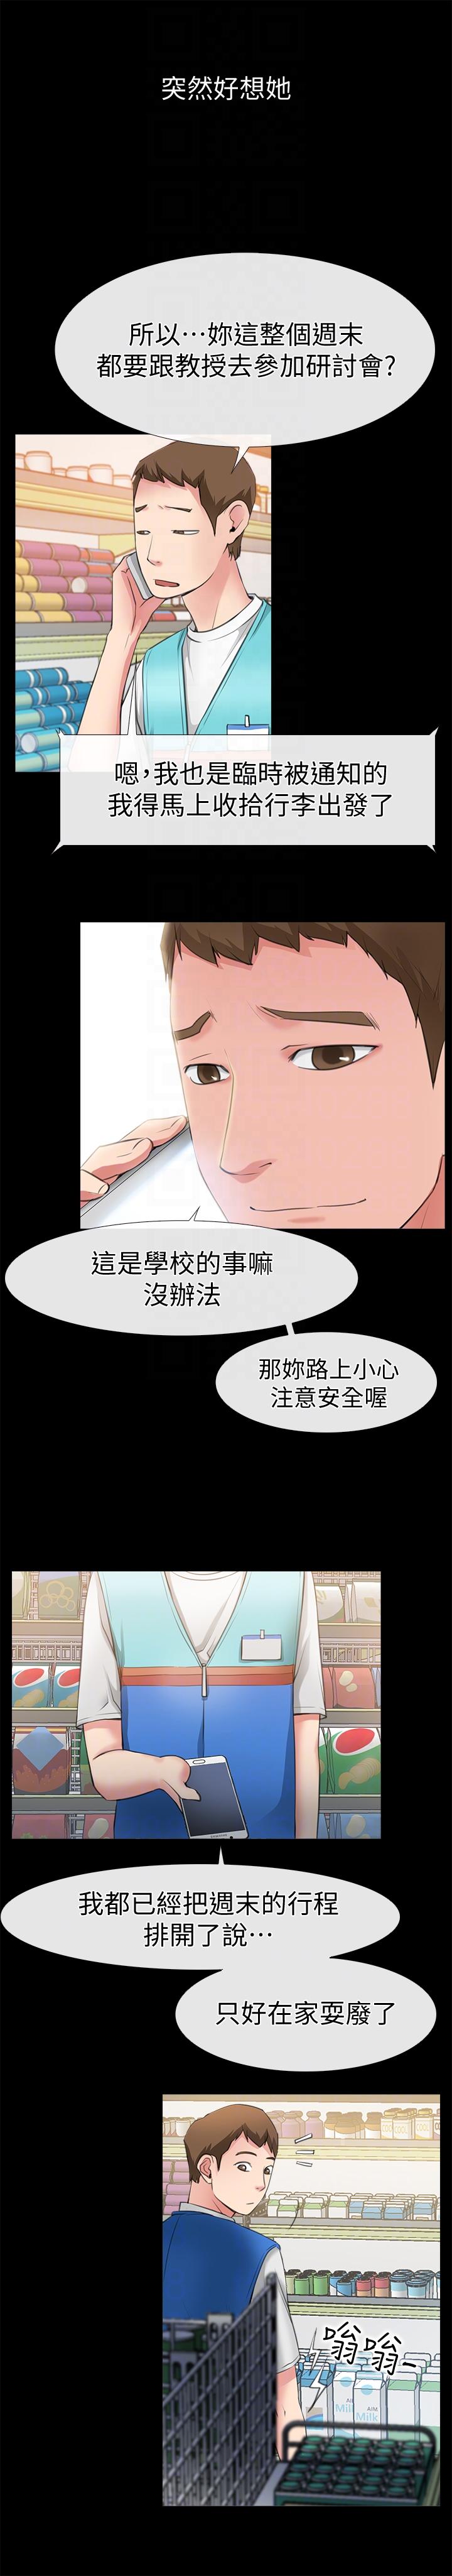 突然好想她
所以…妳這整個週末
都要跟教授去參加研討會?
嗯,我也是臨時被通知的
我得馬上收拾行李出發了
這是學校的事嘛
沒辦法
那妳路上小心
注意安全喔
我都已經把週末的行程
排開了說…
只好在家耍廢了
嗡嗡~
AIM
Milk
AIM
Milk